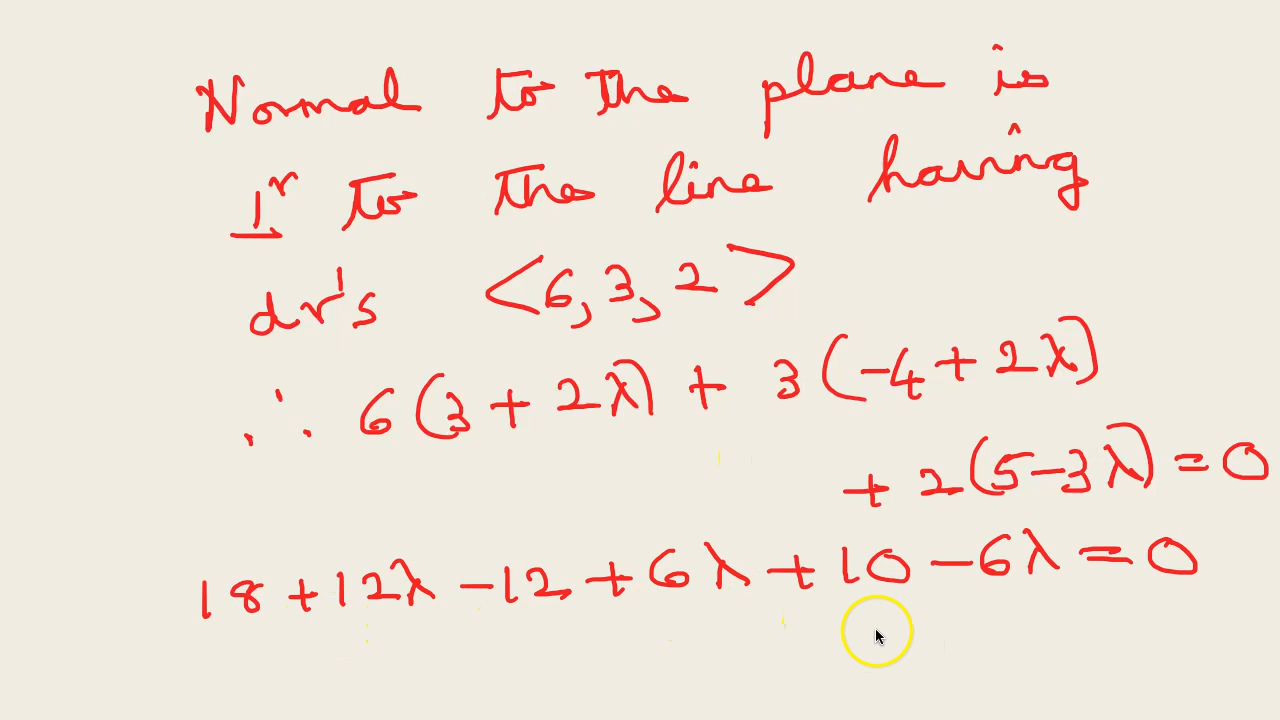 Normal to the plane is
⊥r to the line having
dr's <6, 3, 2>
∴ 6(3 + 2λ) + 3(-4 + 2λ)
+ 2(5 - 3λ) = 0
18 + 12λ - 12 + 6λ + 10 - 6λ = 0